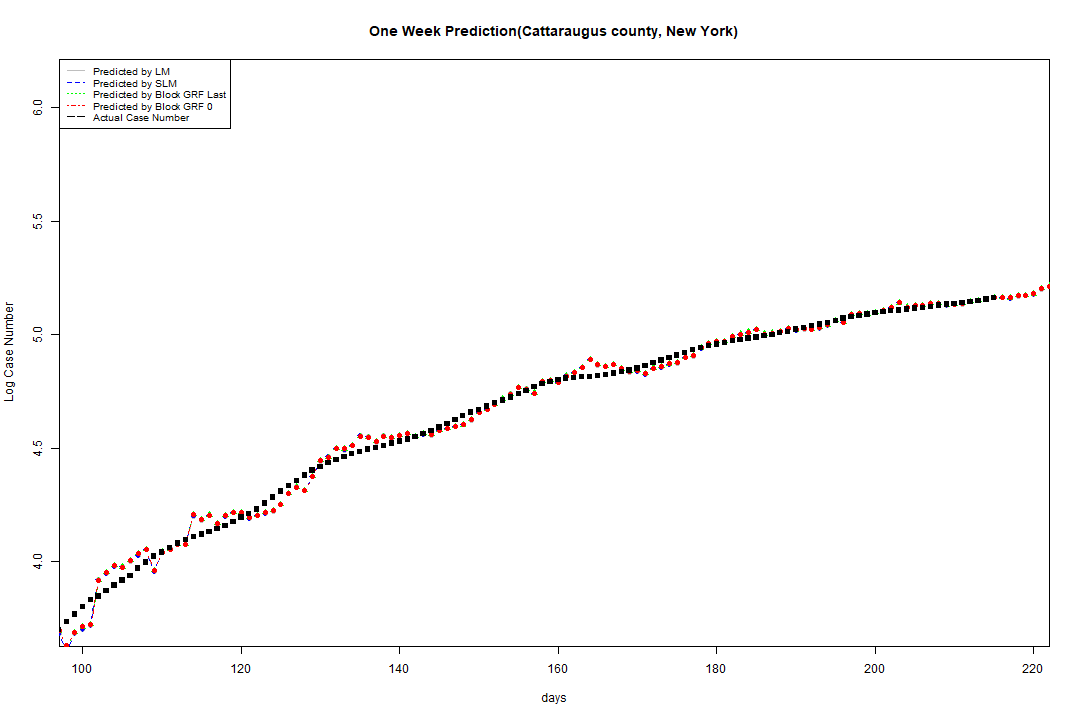 One Week Prediction(Cattaraugus county, New York)
Predicted by LM
Predicted by SLM
Predicted by Block GRF Last
Predicted by Block GRF 0
Actual Case Number
6.0
5.5
5.0
4.5
4.0
Log Case Number
100 120 140 160 180 200 220
days